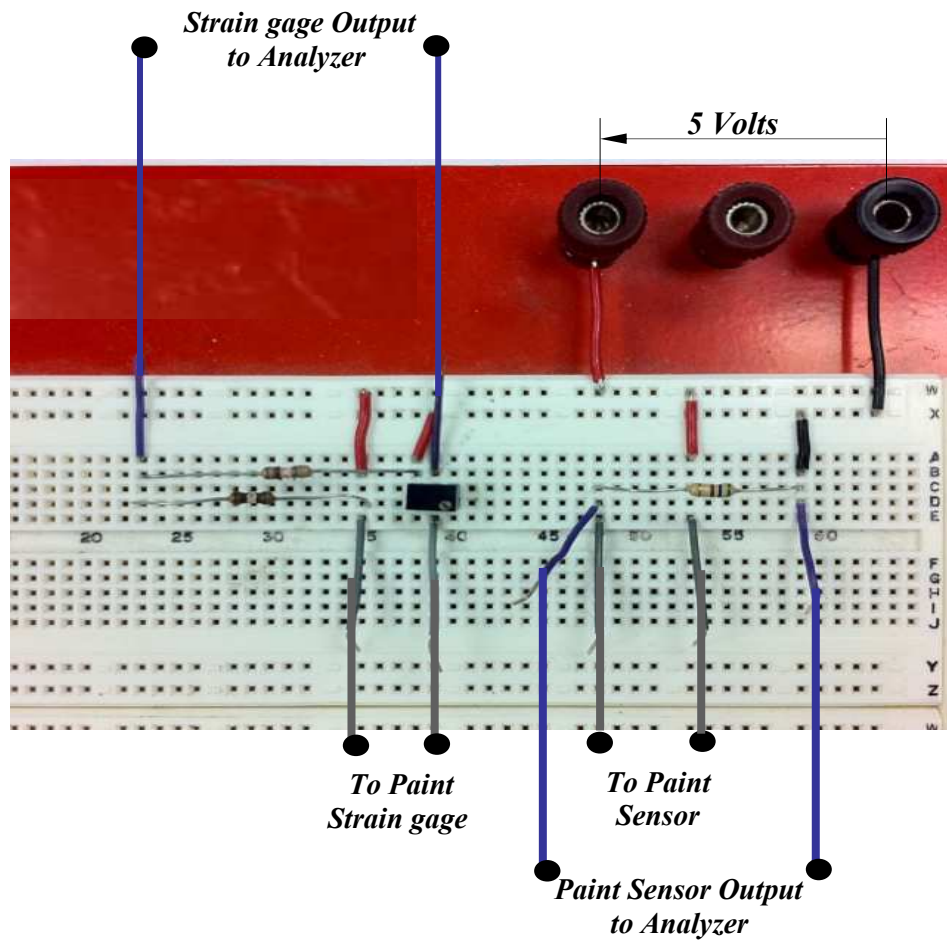 Strain gage Output
to Analyzer
5 Volts
W
X
A
B
C
D
E
20 25 30 35 40 45 50 55 60
F
G
H
I
J
Y
Z
To Paint
Strain gage
To Paint
Sensor
Paint Sensor Output
to Analyzer